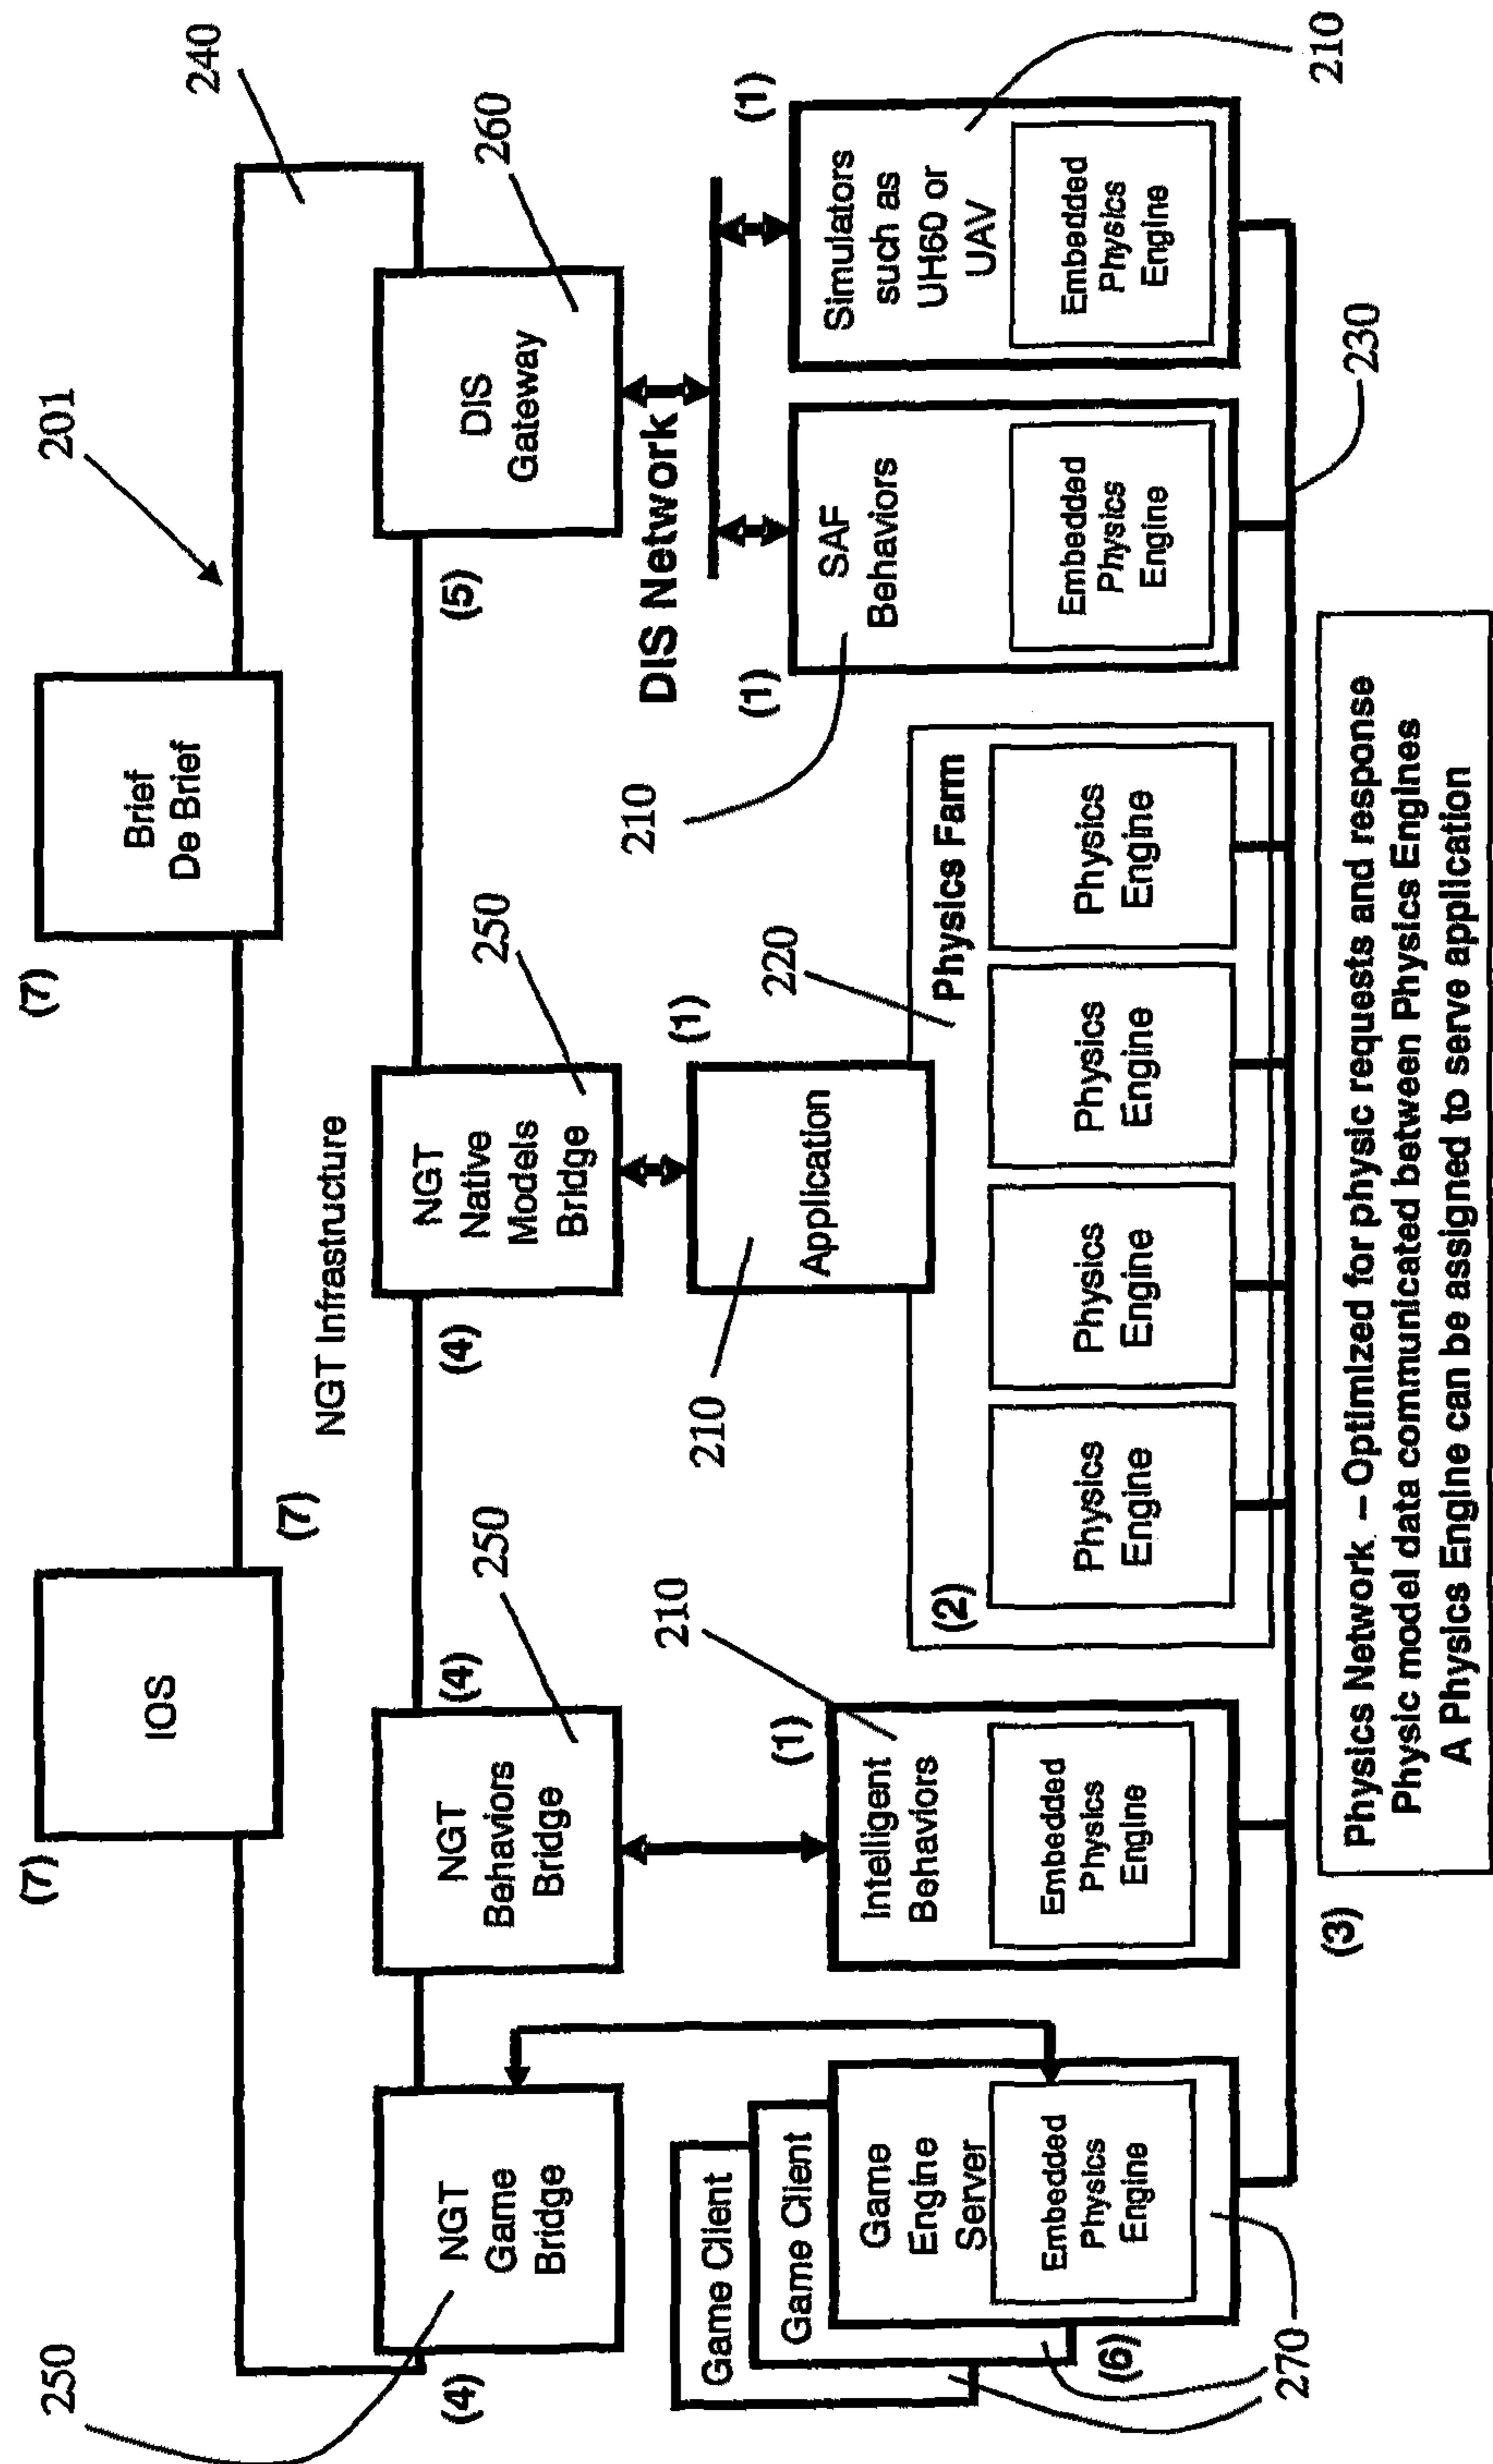 201
240
(7)
IOS
(7)
(7)
Brief
De Brief
NGT Infrastructure
250
(4)
NGT
Game
Bridge
NGT
Behaviors
Bridge
(4)
250
(4)
NGT
Native
Models
Bridge
250
(5)
DIS
Gateway
260
DIS Network
Game Client
Game Client
Game
Engine
Server
Embedded
Physics
Engine
(6)
270
210
(1)
Intelligent
Behaviors
Embedded
Physics
Engine
210
(1)
Application
220
(2)
Physics Farm
Physics
Engine
Physics
Engine
Physics
Engine
Physics
Engine
210
(1)
SAF
Behaviors
Embedded
Physics
Engine
(1)
Simulators
such as
UH60 or
UAV
Embedded
Physics
Engine
210
230
(3)
Physics Network – Optimized for physic requests and response
Physic model data communicated between Physics Engines
A Physics Engine can be assigned to serve application